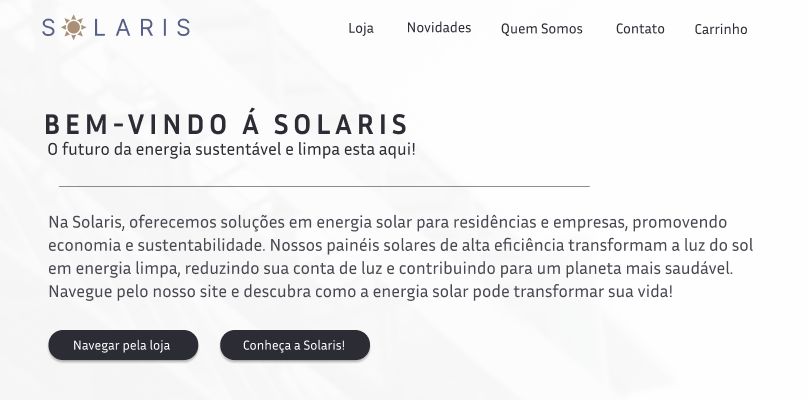 SOLARIS
Loja Novidades Quem Somos Contato Carrinho
BEM-VINDO Á SOLARIS
O futuro da energia sustentável e limpa esta aqui!
Na Solaris, oferecemos soluções em energia solar para residências e empresas, promovendo
economia e sustentabilidade. Nossos painéis solares de alta eficiência transformam a luz do sol
em energia limpa, reduzindo sua conta de luz e contribuindo para um planeta mais saudável.
Navegue pelo nosso site e descubra como a energia solar pode transformar sua vida!
Navegar pela loja Conheça a Solaris!